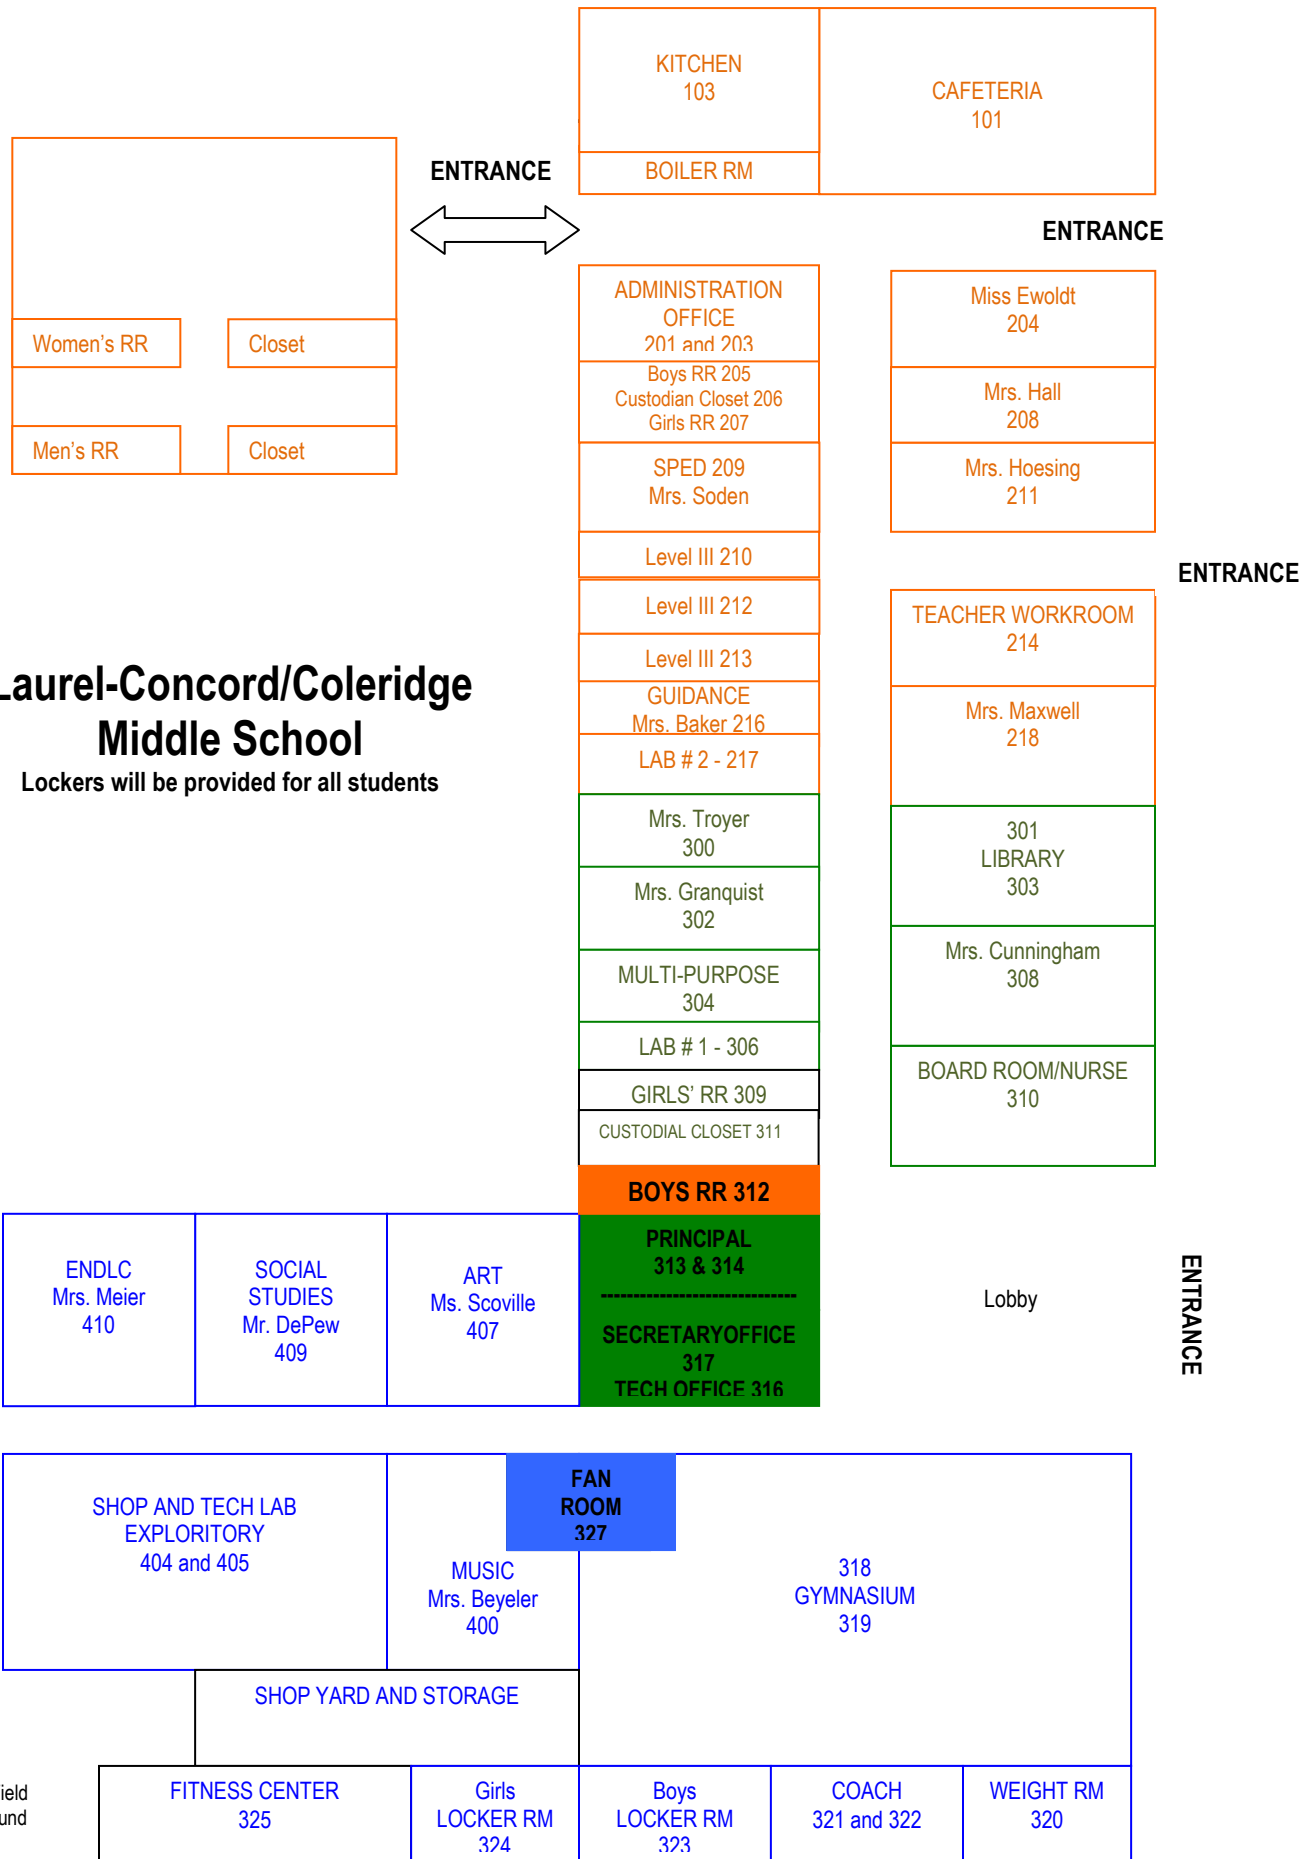 KITCHEN
103
CAFETERIA
101
BOILER RM
ENTRANCE
ENTRANCE
Women's RR
Closet
Men's RR
Closet
ADMINISTRATION
OFFICE
201 and 203
Boys RR 205
Custodian Closet 206
Girls RR 207
SPED 209
Mrs. Soden
Level III 210
Level III 212
Level III 213
GUIDANCE
Mrs. Baker 216
LAB # 2 - 217
Miss Ewoldt
204
Mrs. Hall
208
Mrs. Hoesing
211
ENTRANCE
TEACHER WORKROOM
214
Mrs. Maxwell
218
Laurel-Concord/Coleridge
Middle School
Lockers will be provided for all students
Mrs. Troyer
300
Mrs. Granquist
302
MULTI-PURPOSE
304
LAB # 1 - 306
GIRLS' RR 309
CUSTODIAL CLOSET 311
301
LIBRARY
303
Mrs. Cunningham
308
BOARD ROOM/NURSE
310
BOYS RR 312
PRINCIPAL
313 & 314
------------------------------
SECRETARYOFFICE
317
TECH OFFICE 316
ENDLC
Mrs. Meier
410
SOCIAL
STUDIES
Mr. DePew
409
ART
Ms. Scoville
407
Lobby
ENTRANCE
SHOP AND TECH LAB
EXPLORITORY
404 and 405
FAN
ROOM
327
MUSIC
Mrs. Beyeler
400
318
GYMNASIUM
319
SHOP YARD AND STORAGE
FITNESS CENTER
325
Girls
LOCKER RM
324
Boys
LOCKER RM
323
COACH
321 and 322
WEIGHT RM
320